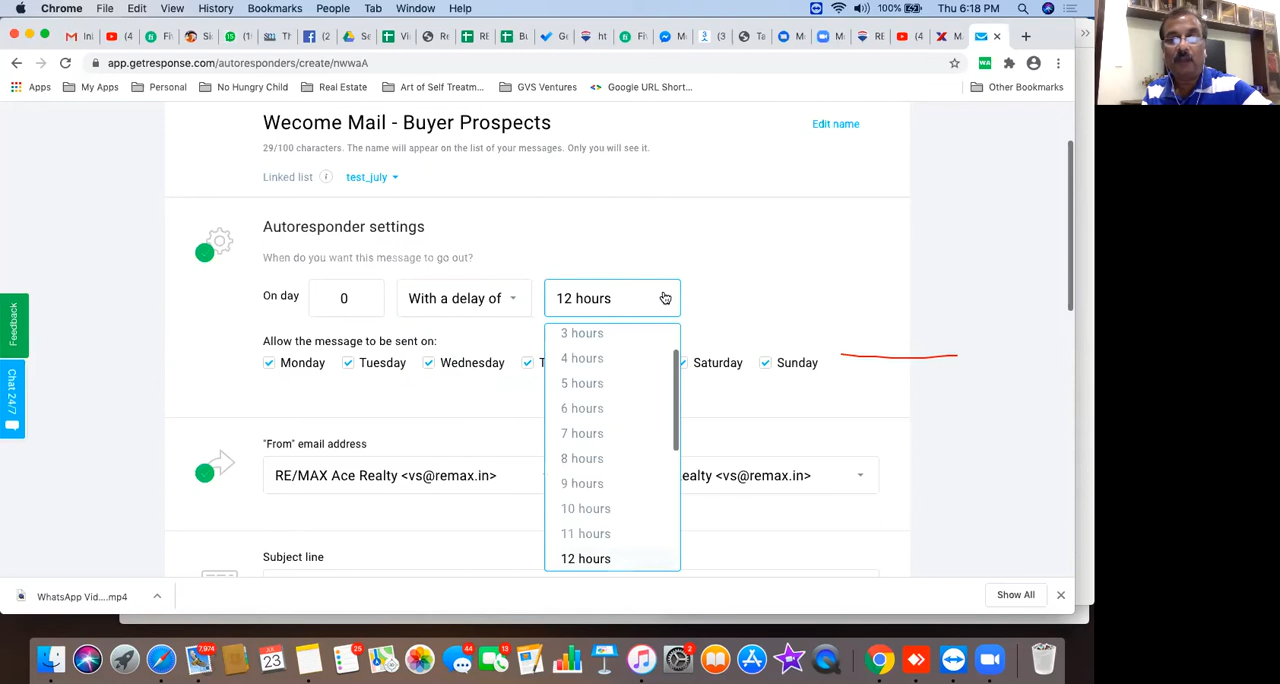 Chrome File Edit View History Bookmarks People Tab Window Help 100% Thu 6:18 PM
app.getresponse.com/autoresponders/create/nwwaA
Apps My Apps Personal No Hungry Child Real Estate Art of Self Treatm... GVS Ventures Google URL Short... Other Bookmarks
Wecome Mail - Buyer Prospects
Edit name
29/100 characters. The name will appear on the list of your messages. Only you will see it.
Linked list i test_july
Autoresponder settings
When do you want this message to go out?
On day 0 With a delay of 12 hours
Allow the message to be sent on:
Monday Tuesday Wednesday T Saturday Sunday
3 hours
4 hours
5 hours
6 hours
7 hours
8 hours
9 hours
10 hours
11 hours
12 hours
"From" email address
RE/MAX Ace Realty <vs@remax.in> ealty <vs@remax.in>
Subject line
Feedback
Chat 24/7
WhatsApp Vid....mp4
Show All